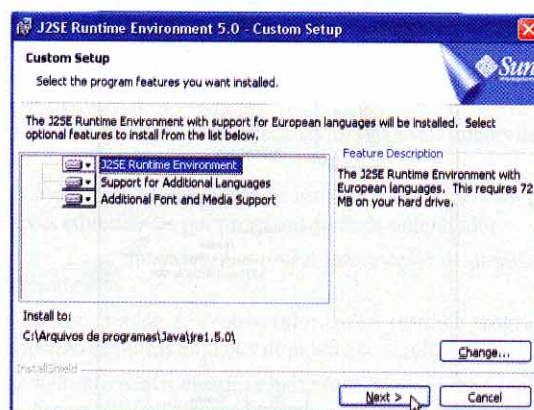 J2SE Runtime Environment 5.0 - Custom Setup
Custom Setup
Select the program features you want installed.
Sun
The J2SE Runtime Environment with support for European languages will be installed. Select
optional features to install from the list below.
J2SE Runtime Environment
Support for Additional Languages
Additional Font and Media Support
Feature Description
The J2SE Runtime Environment with
European languages. This requires 72
MB on your hard drive.
Install to:
C:\Arquivos de programas\Java\jre1.5.0\
Change...
InstallShield
Next >
Cancel